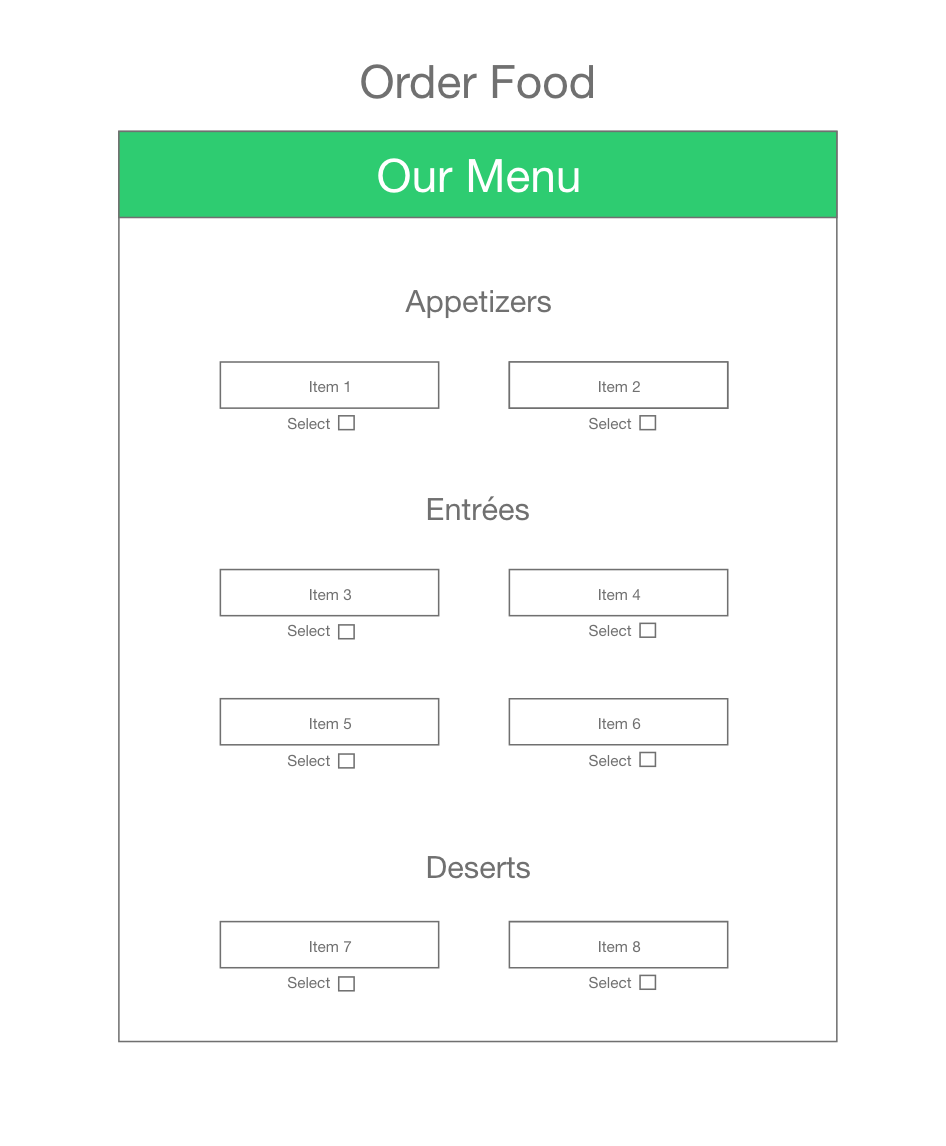 Order Food
Our Menu
Appetizers
Item 1
Item 2
Select
Select
Entrées
Item 3
Item 4
Select
Select
Item 5
Item 6
Select
Select
Deserts
Item 7
Item 8
Select
Select